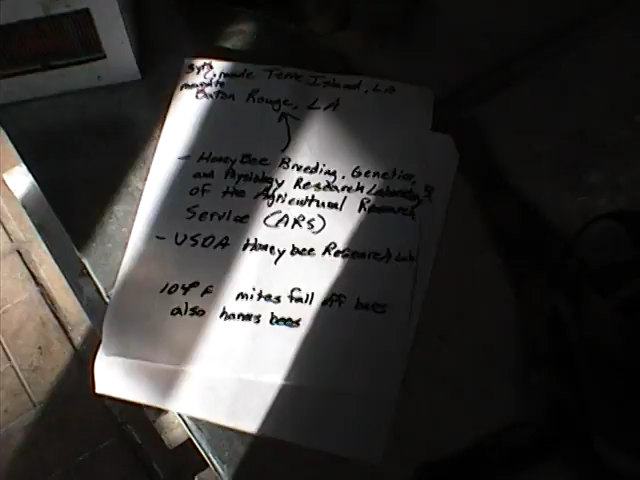 Grande Terre Island, LA
Baton Rouge, LA
- Honey Bee Breeding, Genetics,
and Physiology Research Laboratory
of the Agricultural Research
Service (ARS)
- USDA Honey bee Research Lab
104° F mites fall off bees
also harms bees